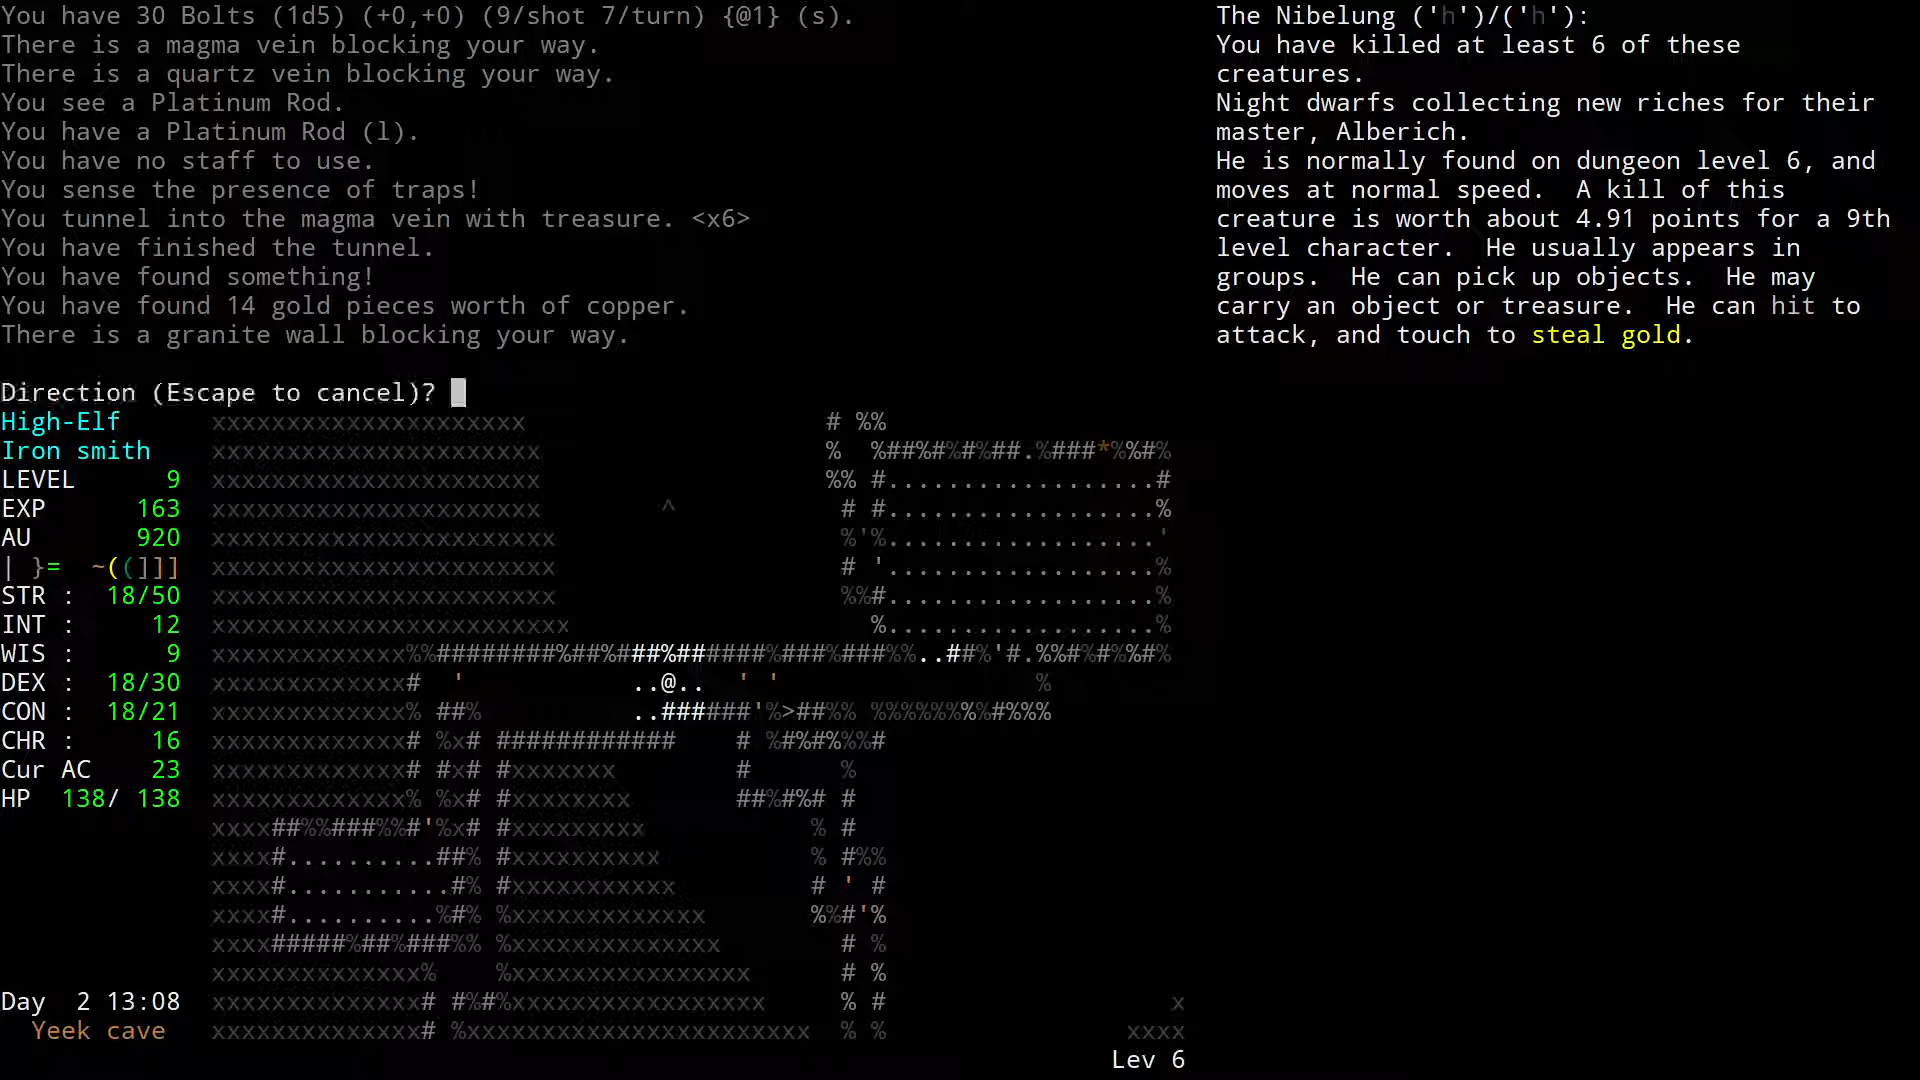 You have 30 Bolts (1d5) (+0,+0) (9/shot 7/turn) {@1} (s).
There is a magma vein blocking your way.
There is a quartz vein blocking your way.
You see a Platinum Rod.
You have a Platinum Rod (l).
You have no staff to use.
You sense the presence of traps!
You tunnel into the magma vein with treasure. <x6>
You have finished the tunnel.
You have found something!
You have found 14 gold pieces worth of copper.
There is a granite wall blocking your way.
Direction (Escape to cancel)?
The Nibelung ('h')/('h'):
You have killed at least 6 of these
creatures.
Night dwarfs collecting new riches for their
master, Alberich.
He is normally found on dungeon level 6, and
moves at normal speed.  A kill of this
creature is worth about 4.91 points for a 9th
level character.  He usually appears in
groups.  He can pick up objects.  He may
carry an object or treasure.  He can hit to
attack, and touch to steal gold.
High-Elf
Iron smith
LEVEL 9
EXP 163
AU 920
| }=  ~((]]]
STR : 18/50
INT : 12
WIS : 9
DEX : 18/30
CON : 18/21
CHR : 16
Cur AC 23
HP 138/ 138
Day 2 13:08
Yeek cave
Lev 6